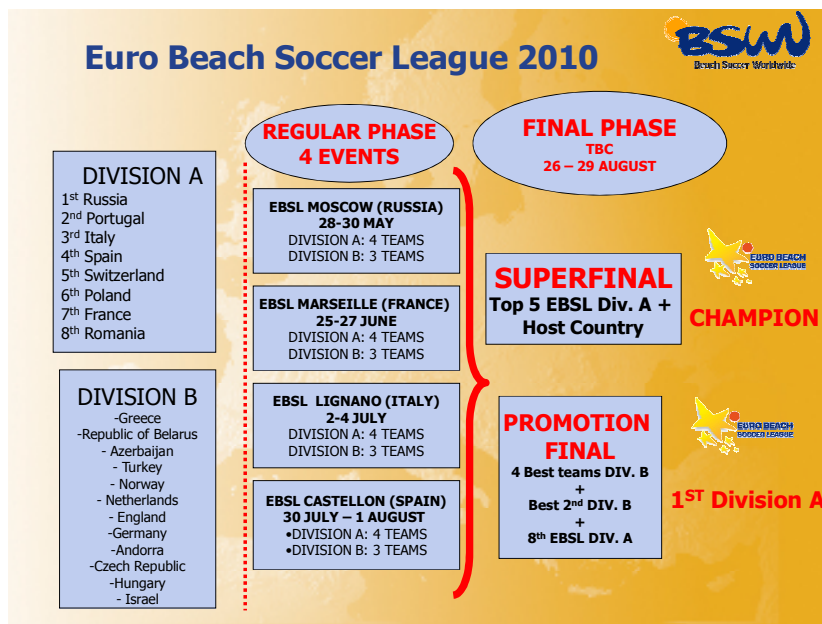 Euro Beach Soccer League 2010
BSWW
Beach Soccer Worldwide
REGULAR PHASE
4 EVENTS
FINAL PHASE
TBC
26 – 29 AUGUST
DIVISION A
1st Russia
2nd Portugal
3rd Italy
4th Spain
5th Switzerland
6th Poland
7th France
8th Romania
DIVISION B
-Greece
-Republic of Belarus
- Azerbaijan
- Turkey
- Norway
- Netherlands
- England
-Germany
-Andorra
-Czech Republic
-Hungary
- Israel
EBSL MOSCOW (RUSSIA)
28-30 MAY
DIVISION A: 4 TEAMS
DIVISION B: 3 TEAMS
EBSL MARSEILLE (FRANCE)
25-27 JUNE
DIVISION A: 4 TEAMS
DIVISION B: 3 TEAMS
EBSL  LIGNANO (ITALY)
2-4 JULY
DIVISION A: 4 TEAMS
DIVISION B: 3 TEAMS
EBSL CASTELLON (SPAIN)
30 JULY – 1 AUGUST
•DIVISION A: 4 TEAMS
•DIVISION B: 3 TEAMS
SUPERFINAL
Top 5 EBSL Div. A +
Host Country
EURO BEACH
SOCCER LEAGUE
CHAMPION
PROMOTION
FINAL
4 Best teams DIV. B
+
Best 2nd DIV. B
+
8th EBSL DIV. A
EURO BEACH
SOCCER LEAGUE
1ST Division A